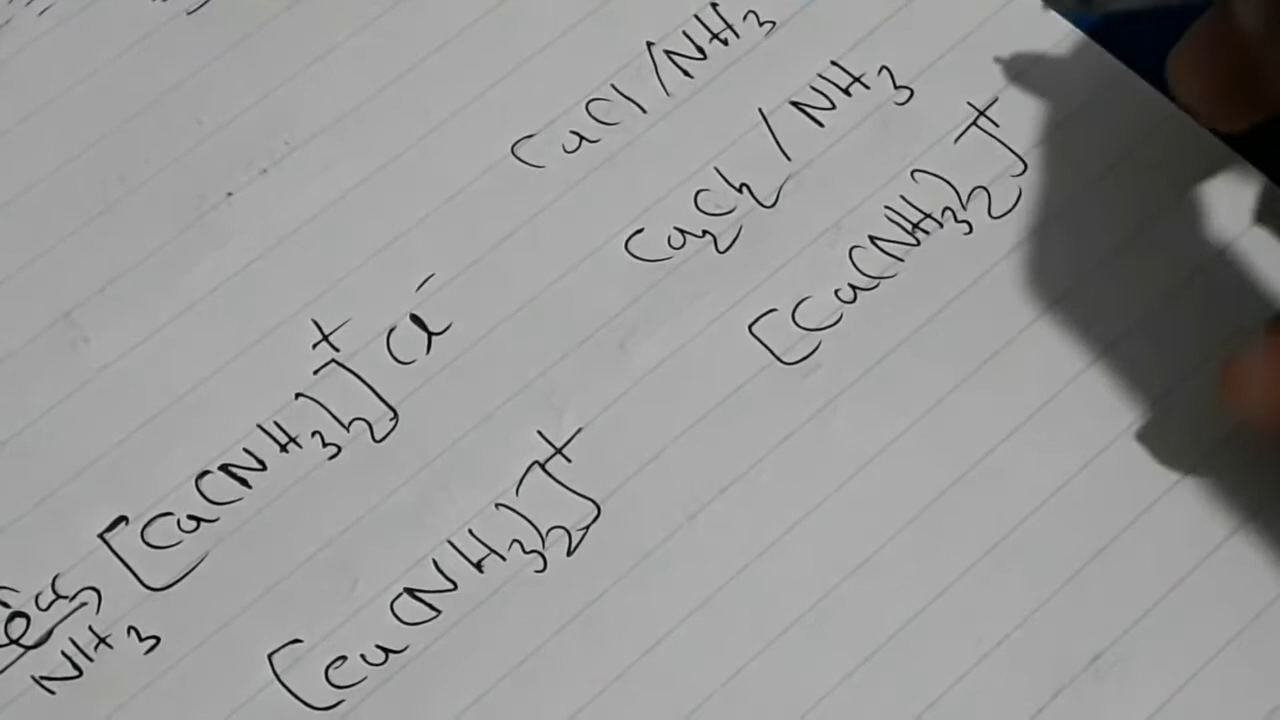 CuCl/NH3
Cu2Cl2/NH3
[Cu(NH3)2]+
[Cu(NH3)2]+ Cl-
NH3
[Cu(NH3)2]+